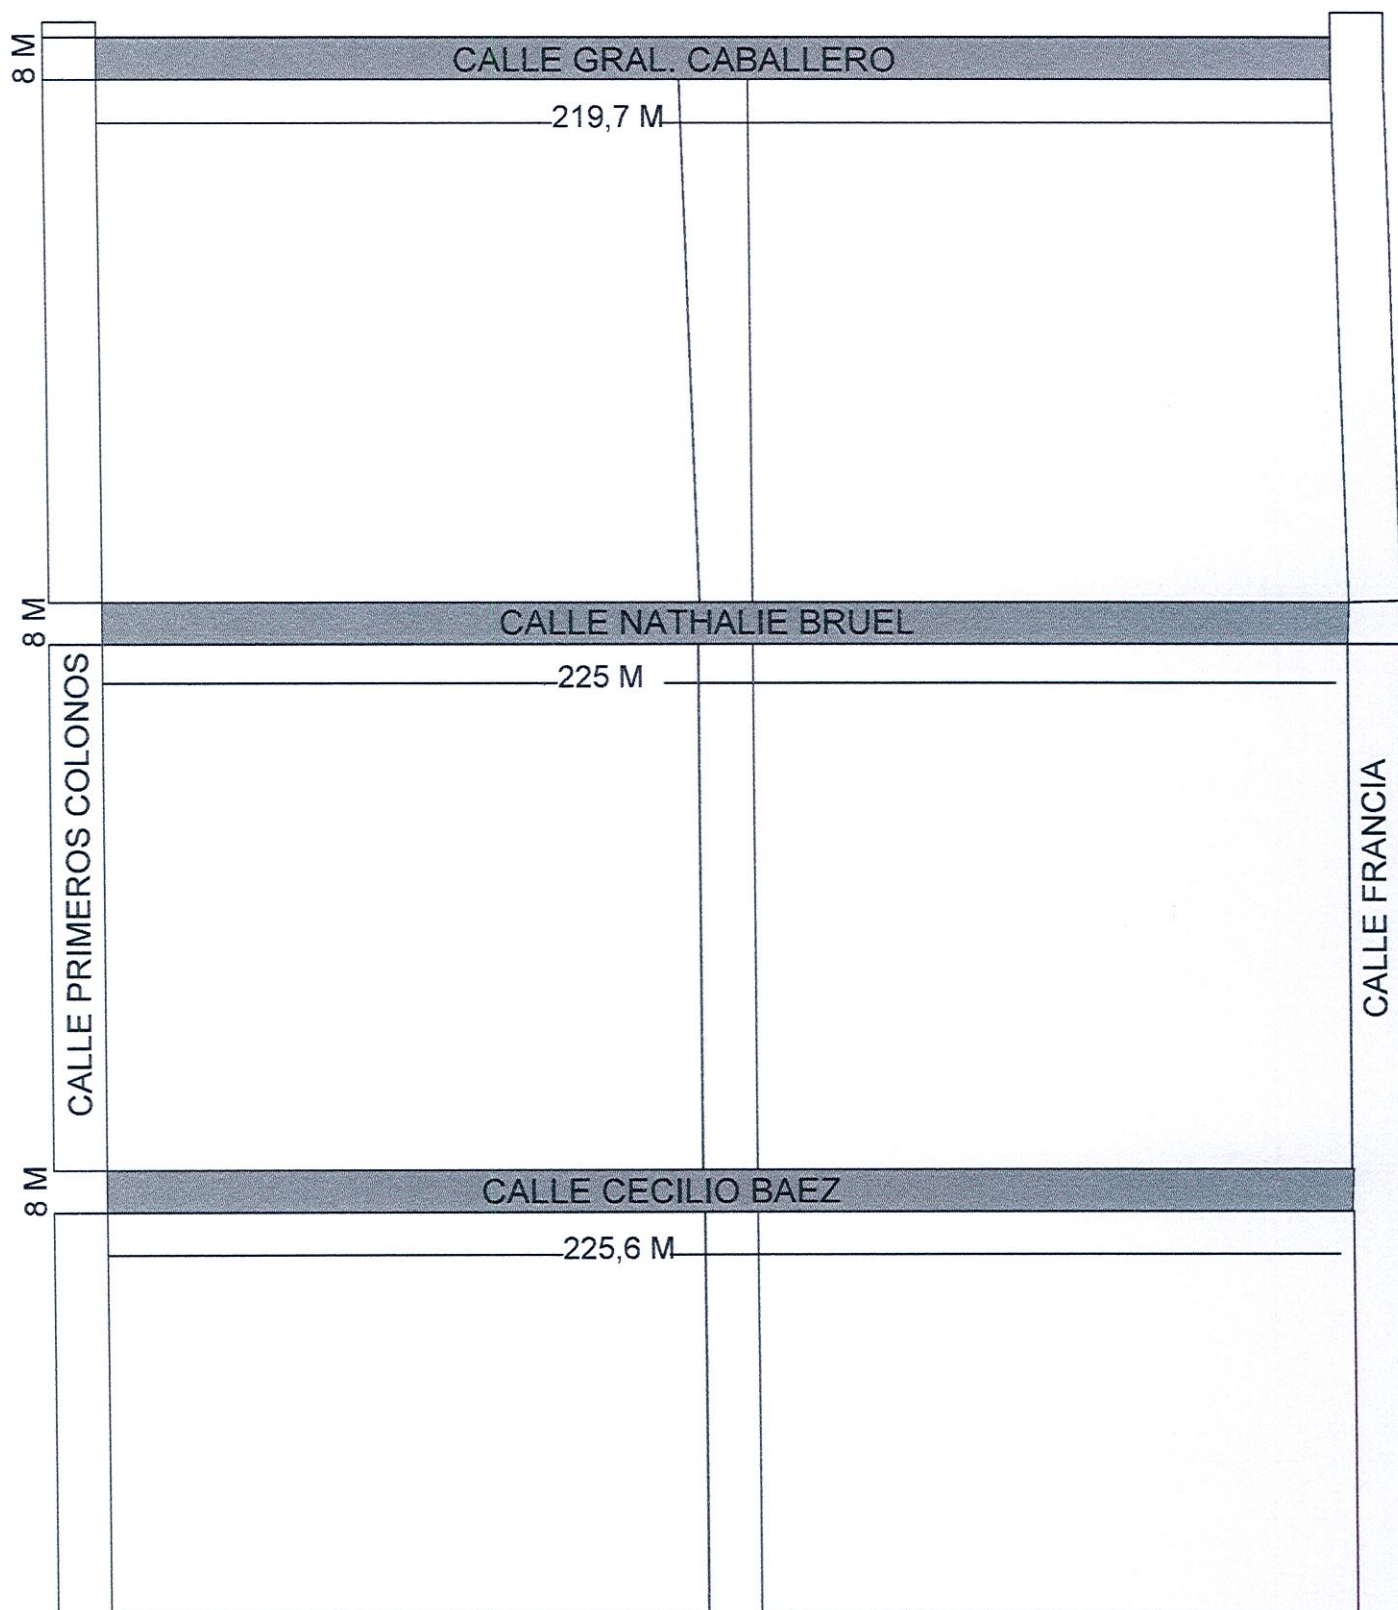 8 M
CALLE GRAL. CABALLERO
219,7 M
8 M
CALLE NATHALIE BRUEL
225 M
CALLE PRIMEROS COLONOS
CALLE FRANCIA
8 M
CALLE CECILIO BAEZ
225,6 M